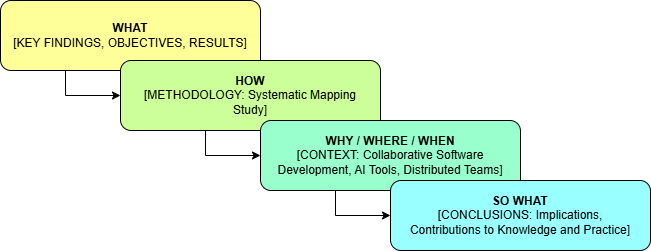 WHAT
[KEY FINDINGS, OBJECTIVES, RESULTS]
HOW
[METHODOLOGY: Systematic Mapping
Study]
WHY / WHERE / WHEN
[CONTEXT: Collaborative Software
Development, AI Tools, Distributed Teams]
SO WHAT
[CONCLUSIONS: Implications,
Contributions to Knowledge and Practice]